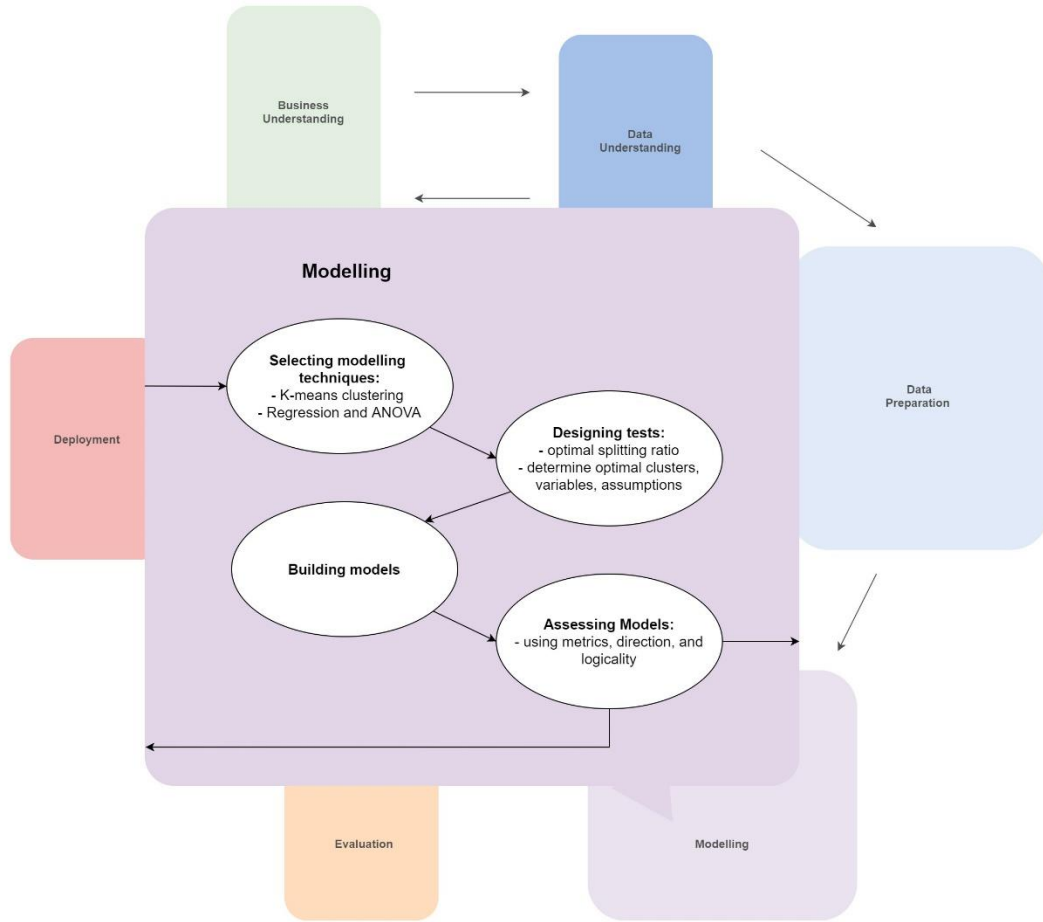 Business
Understanding
Data
Understanding
Modelling
Selecting modelling
techniques:
- K-means clustering
- Regression and ANOVA
Data
Preparation
Deployment
Designing tests:
- optimal splitting ratio
- determine optimal clusters,
variables, assumptions
Building models
Assessing Models:
- using metrics, direction, and
logicality
Evaluation
Modelling